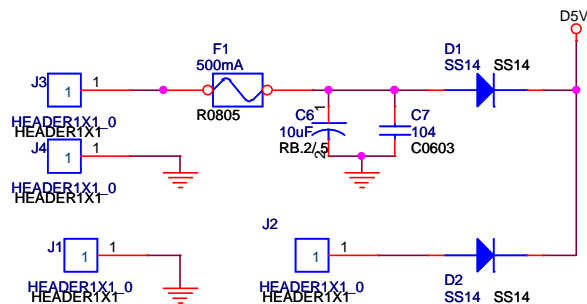 D5V
F1
500mA
D1
SS14 SS14
J3
1
1
R0805
C6
1
10uF
RB.2/.5
2
C7
104
C0603
HEADER1X1_0
HEADER1X1
J4
1
1
HEADER1X1_0
HEADER1X1
J1
1
1
HEADER1X1_0
HEADER1X1
J2
1
1
HEADER1X1_0
HEADER1X1
D2
SS14 SS14